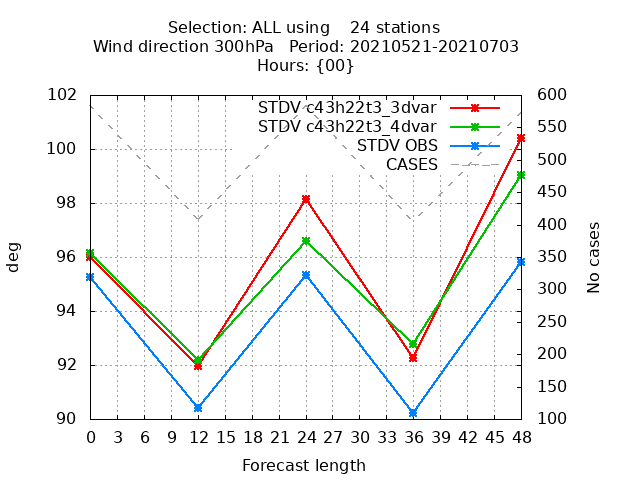 Selection: ALL using    24 stations
Wind direction 300hPa   Period: 20210521-20210703
Hours: {00}
STDV c43h22t3_3dvar
STDV c43h22t3_4dvar
STDV OBS
CASES
deg
102
100
98
96
94
92
90
600
550
500
450
400
350
300
250
200
150
100
No cases
0 3 6 9 12 15 18 21 24 27 30 33 36 39 42 45 48
Forecast length